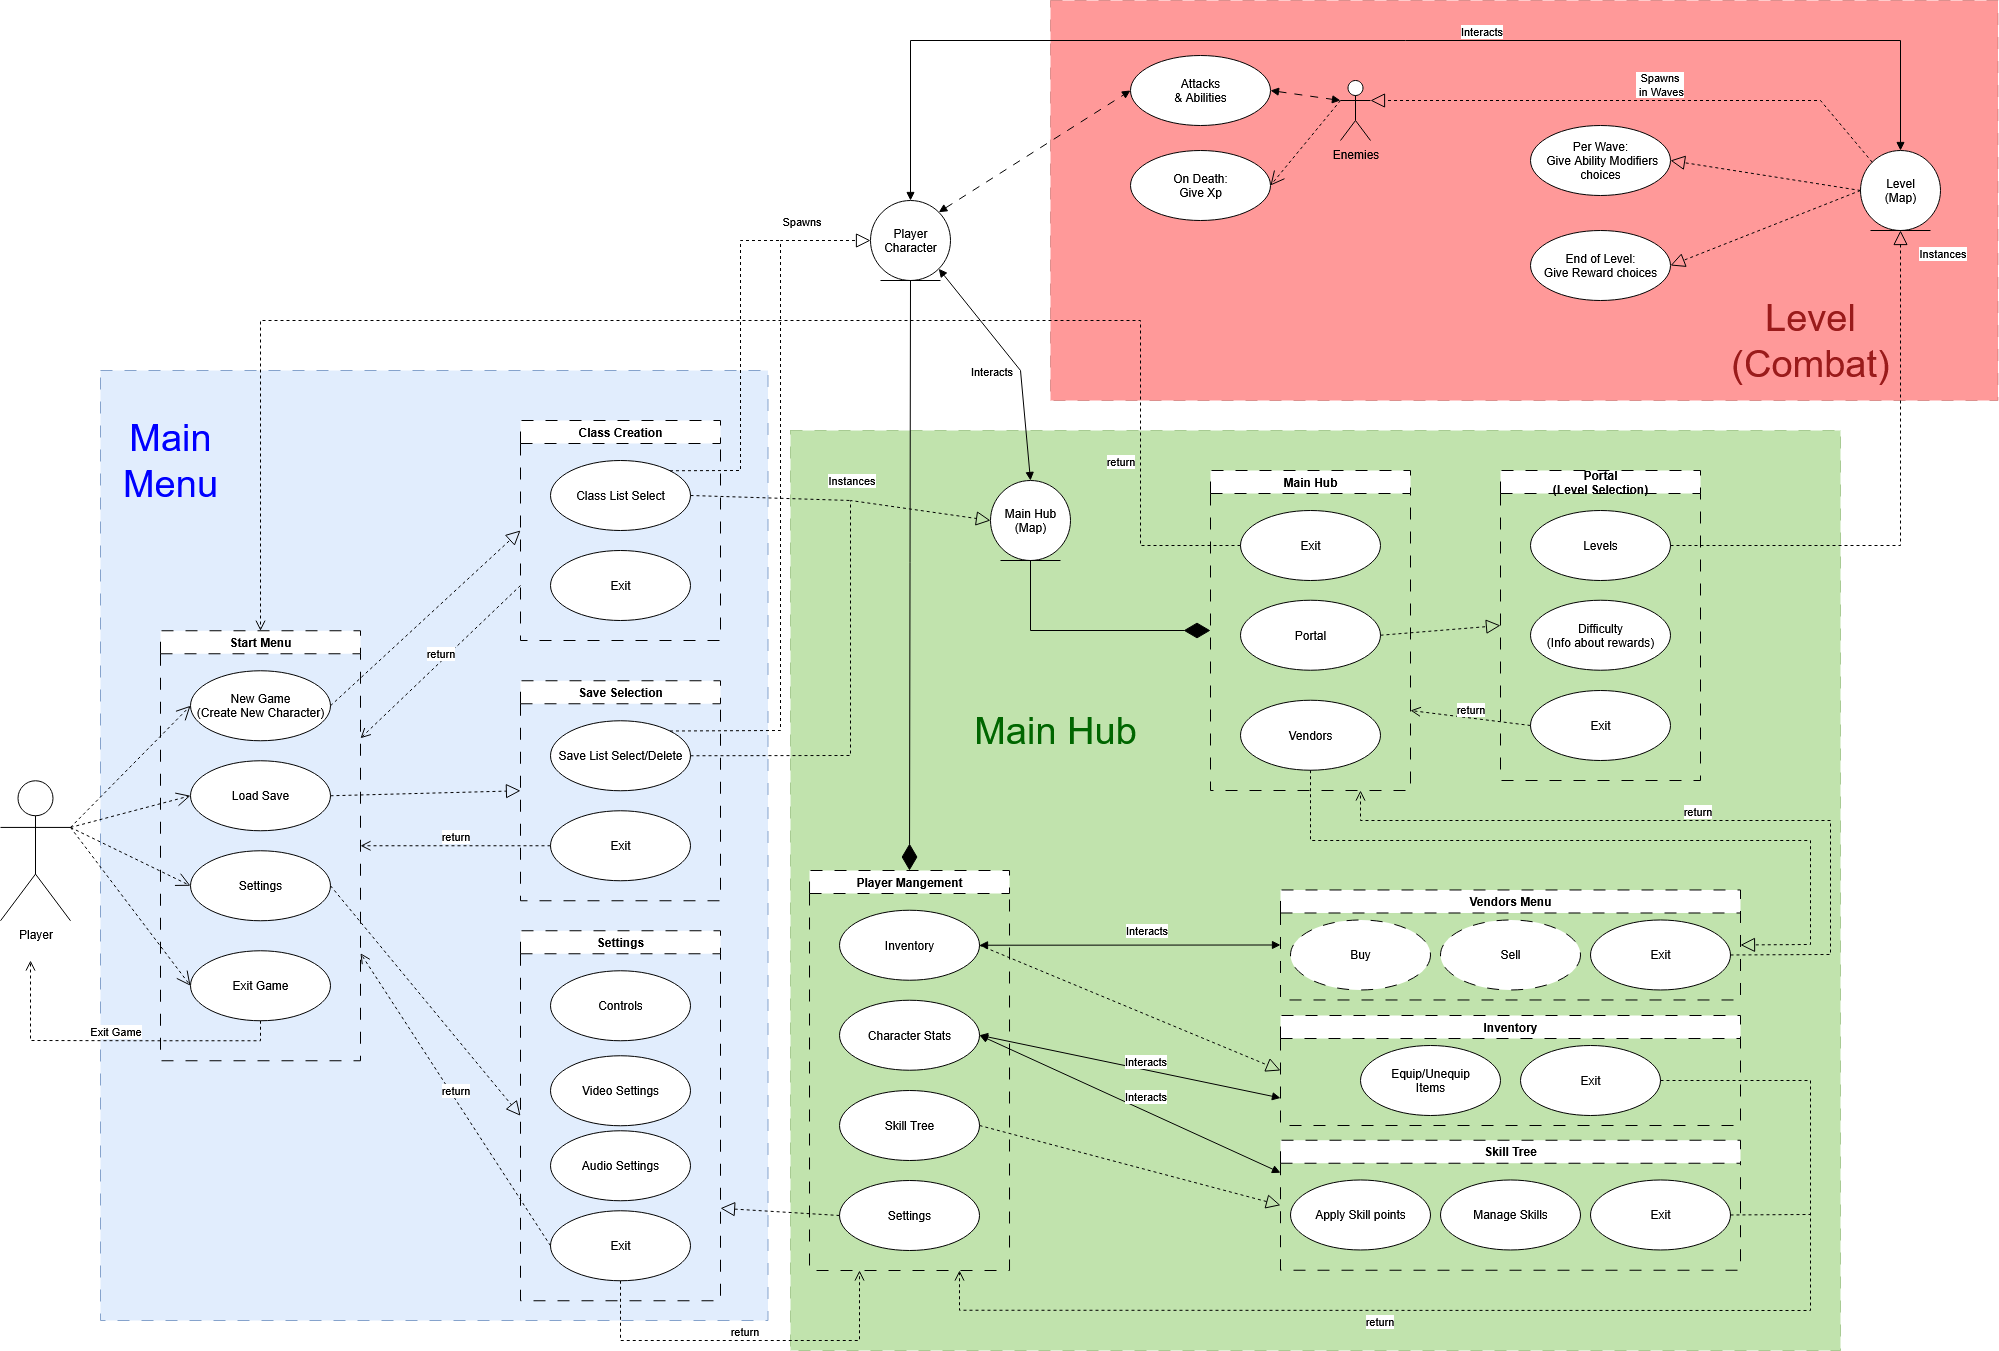 Interacts
Attacks
& Abilities
Spawns
in Waves
Enemies
On Death:
Give Xp
Per Wave:
Give Ability Modifiers
choices
Level
(Map)
End of Level:
Give Reward choices
Instances
Level
(Combat)
Spawns
Player
Character
Interacts
Main
Menu
Class Creation
Class List Select
Exit
return
Start Menu
New Game
(Create New Character)
Load Save
Settings
Exit Game
Player
Exit Game
Save Selection
Save List Select/Delete
Exit
return
Settings
Controls
Video Settings
Audio Settings
Exit
return
return
Instances
Main Hub
(Map)
return
Main Hub
Exit
Portal
Vendors
Portal
(Level Selection)
Levels
Difficulty
(Info about rewards)
Exit
return
Main Hub
return
Player Mangement
Inventory
Character Stats
Skill Tree
Settings
Interacts
Interacts
Interacts
Vendors Menu
Buy
Sell
Exit
Inventory
Equip/Unequip
Items
Exit
Skill Tree
Apply Skill points
Manage Skills
Exit
return